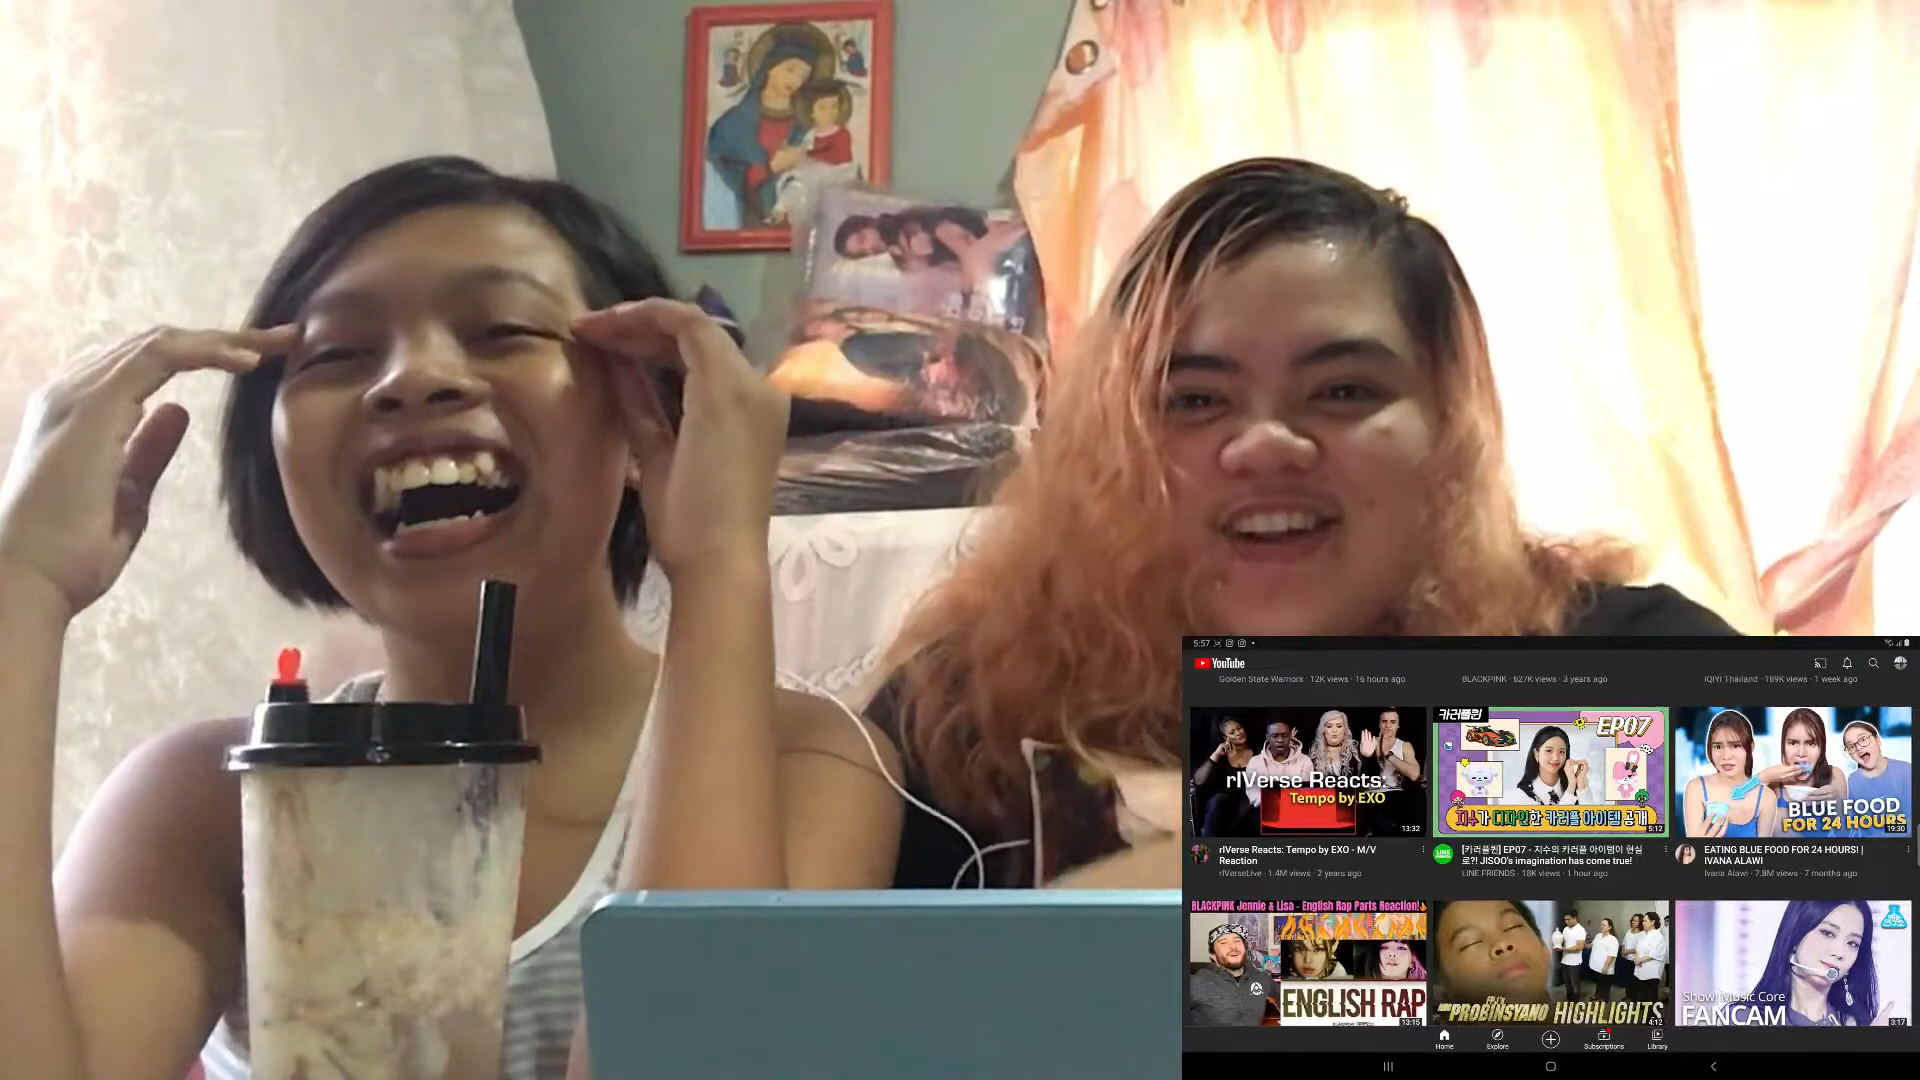 5:57
YouTube
Golden State Warriors · 12K views · 16 hours ago
BLACKPINK · 627K views · 3 years ago
iQIYI Thailand · 189K views · 1 week ago
rIVerse Reacts:
Tempo by EXO
13:32
카러플퀸
EP07
지수가 디자인한 카러플 아이템 공개
5:12
BLUE FOOD
FOR 24 HOURS
19:30
rIVerse Reacts: Tempo by EXO - M/V
Reaction
rIVerseLive · 1.4M views · 2 years ago
[카러플퀸] EP07 - 지수의 카러플 아이템이 현실
로?! JISOO's imagination has come true!
LINE FRIENDS · 18K views · 1 hour ago
EATING BLUE FOOD FOR 24 HOURS! |
IVANA ALAWI
Ivana Alawi · 7.8M views · 7 months ago
BLACKPINK Jennie & Lisa - English Rap Parts Reaction!
ENGLISH RAP
13:15
FPJ's
ANG PROBINSYANO HIGHLIGHTS
4:12
Show! Music Core
FANCAM
3:17
Home
Explore
Subscriptions
Library